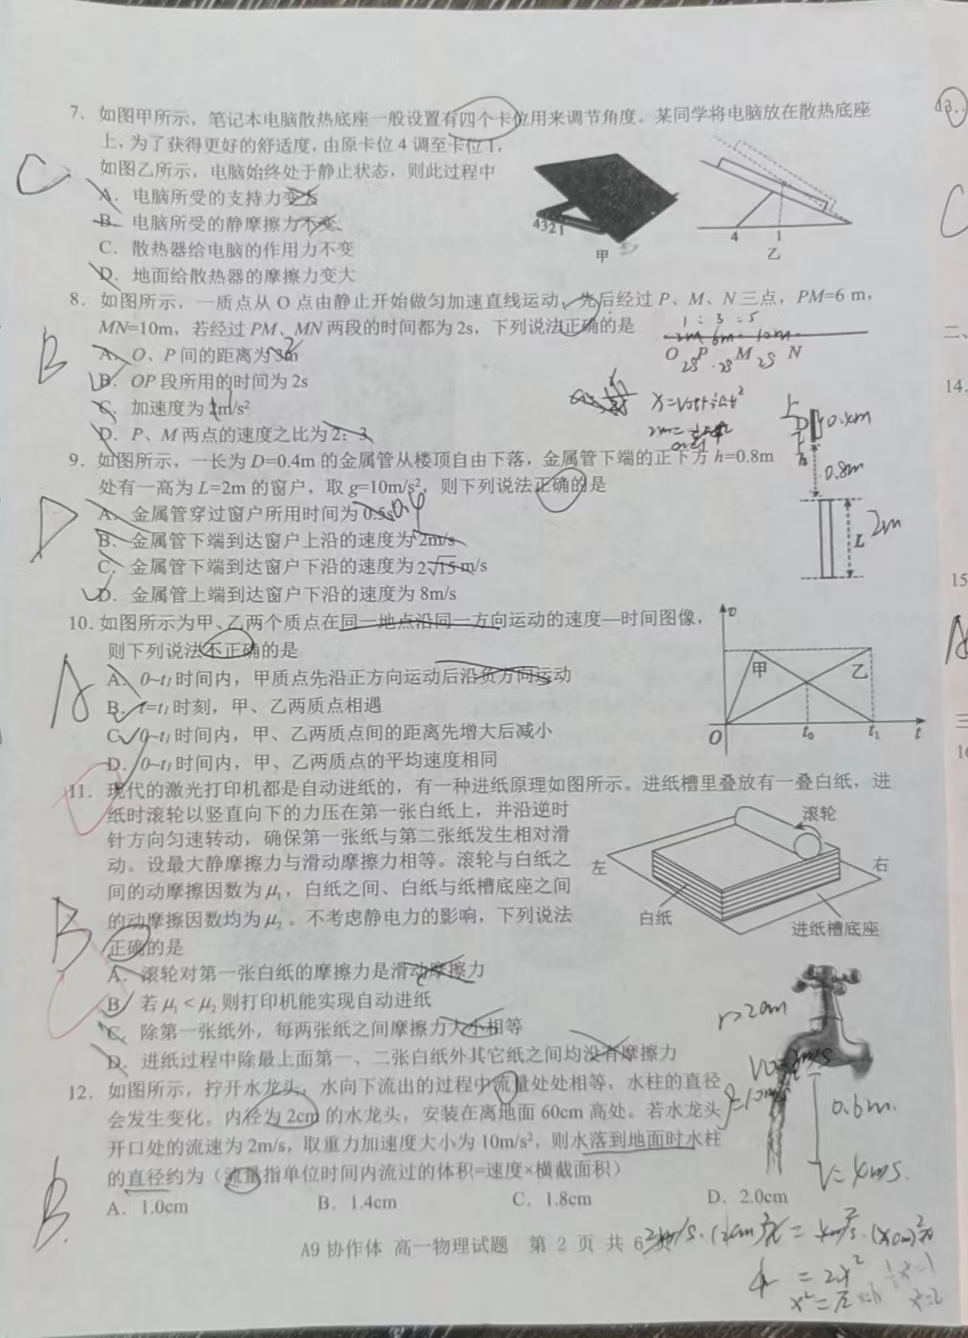 7. 如图甲所示，笔记本电脑散热底座一般设置有四个卡位用来调节角度。某同学将电脑放在散热底座
上，为了获得更好的舒适度，由原卡位 4 调至卡位1，
如图乙所示，电脑始终处于静止状态，则此过程中
C
A. 电脑所受的支持力变大
B. 电脑所受的静摩擦力不变
C. 散热器给电脑的作用力不变
D. 地面给散热器的摩擦力变大
4321
甲
4 1
乙
8. 如图所示，一质点从 O 点由静止开始做匀加速直线运动，先后经过 P、M、N 三点，PM=6 m，
MN=10m，若经过 PM、MN 两段的时间都为 2s，下列说法正确的是
B
A. O、P 间的距离为3m
B. OP 段所用的时间为 2s
C. 加速度为 2m/s²
D. P、M 两点的速度之比为 2：3
1 : 3 : 5
2m 6m 10m
O P M N
2s 2s 2s
9. 如图所示，一长为 D=0.4m 的金属管从楼顶自由下落，金属管下端的正下方 h=0.8m
处有一高为 L=2m 的窗户，取 g=10m/s²，则下列说法正确的是
D
A. 金属管穿过窗户所用时间为 0.5s
B. 金属管下端到达窗户上沿的速度为 2m/s
C. 金属管下端到达窗户下沿的速度为 2√15 m/s
D. 金属管上端到达窗户下沿的速度为 8m/s
D
h
0.8m
L
2m
10. 如图所示为甲、乙两个质点在同一地点沿同一方向运动的速度—时间图像，
则下列说法不正确的是
A
A. 0~t₁ 时间内，甲质点先沿正方向运动后沿负方向运动
B. t=t₁ 时刻，甲、乙两质点相遇
C. 0~t₁ 时间内，甲、乙两质点间的距离先增大后减小
D. 0~t₁ 时间内，甲、乙两质点的平均速度相同
v
甲
乙
O t₀ t₁ t
11. 现代的激光打印机都是自动进纸的，有一种进纸原理如图所示。进纸槽里叠放有一叠白纸，进
纸时滚轮以竖直向下的力压在第一张白纸上，并沿逆时
针方向匀速转动，确保第一张纸与第二张纸发生相对滑
动。设最大静摩擦力与滑动摩擦力相等。滚轮与白纸之
间的动摩擦因数为 μ₁，白纸之间、白纸与纸槽底座之间
的动摩擦因数均为 μ₂。不考虑静电力的影响，下列说法
正确的是
B
A. 滚轮对第一张白纸的摩擦力是滑动摩擦力
B. 若 μ₁ < μ₂ 则打印机能实现自动进纸
C. 除第一张纸外，每两张纸之间摩擦力大小相等
D. 进纸过程中除最上面第一、二张白纸外其它纸之间均没有摩擦力
滚轮
左
右
白纸
进纸槽底座
12. 如图所示，拧开水龙头，水向下流出的过程中流量处处相等，水柱的直径
会发生变化。内径为 2cm 的水龙头，安装在离地面 60cm 高处。若水龙头
开口处的流速为 2m/s，取重力加速度大小为 10m/s²，则水落到地面时水柱
的直径约为（流量指单位时间内流过的体积=速度×横截面积）
B.
A. 1.0cm
B. 1.4cm
C. 1.8cm
D. 2.0cm
0.6m.
V=4m/s.
A9 协作体 高一物理试题 第 2 页 共 6 页
C
二、
14.
15
三